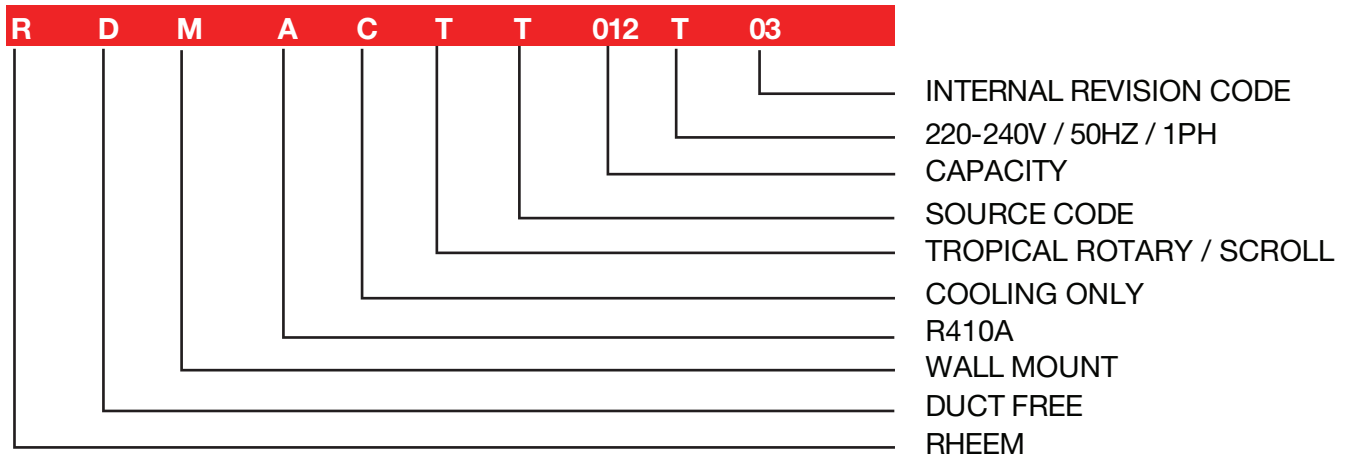 R D M A C T T 012 T 03
INTERNAL REVISION CODE
220-240V / 50HZ / 1PH
CAPACITY
SOURCE CODE
TROPICAL ROTARY / SCROLL
COOLING ONLY
R410A
WALL MOUNT
DUCT FREE
RHEEM